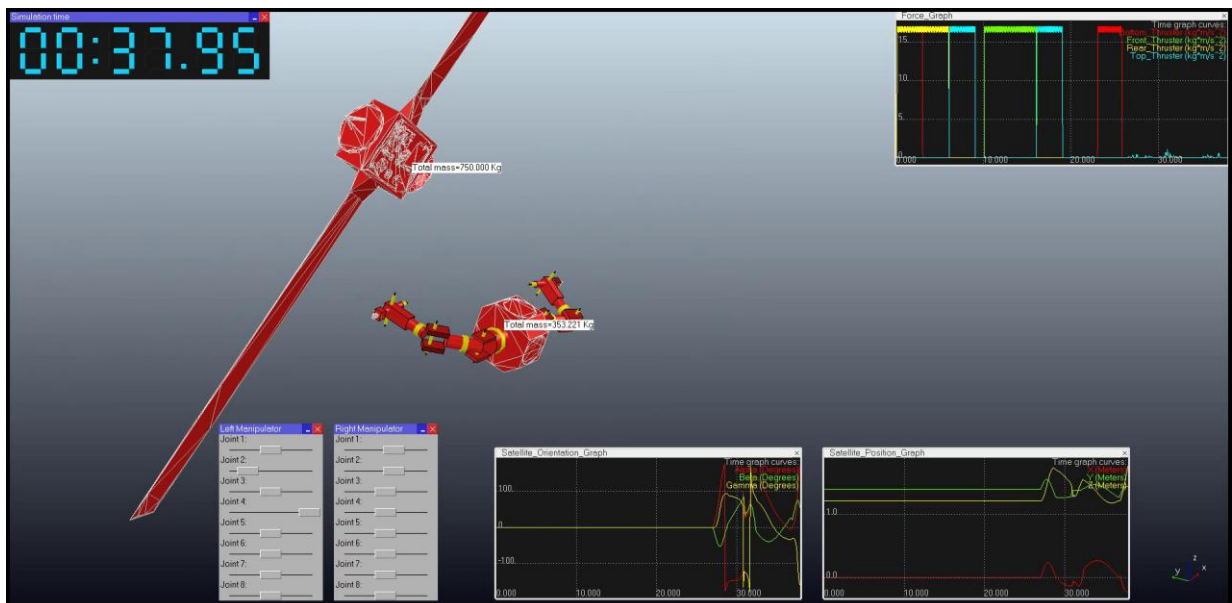 Simulation time
00:37.95
Total mass=750.000 Kg
Total mass=353.221 Kg
Force_Graph
Time graph curves:
Bottom_Thruster (kg*m/s^2)
Front_Thruster (kg*m/s^2)
Rear_Thruster (kg*m/s^2)
Top_Thruster (kg*m/s^2)
15.
10.
5.
0
0.000 10.000 20.000 30.000
Left Manipulator
Joint 1:
Joint 2:
Joint 3:
Joint 4:
Joint 5:
Joint 6:
Joint 7:
Joint 8:
Right Manipulator
Joint 1:
Joint 2:
Joint 3:
Joint 4:
Joint 5:
Joint 6:
Joint 7:
Joint 8:
Satellite_Orientation_Graph
Time graph curves:
Alpha (Degrees)
Beta (Degrees)
Gamma (Degrees)
100.
0
-100.
0.000 10.000 20.000 30.000
Satellite_Position_Graph
Time graph curves:
X (Meters)
Y (Meters)
Z (Meters)
1.0
0.0
0.000 10.000 20.000 30.000
z
y x